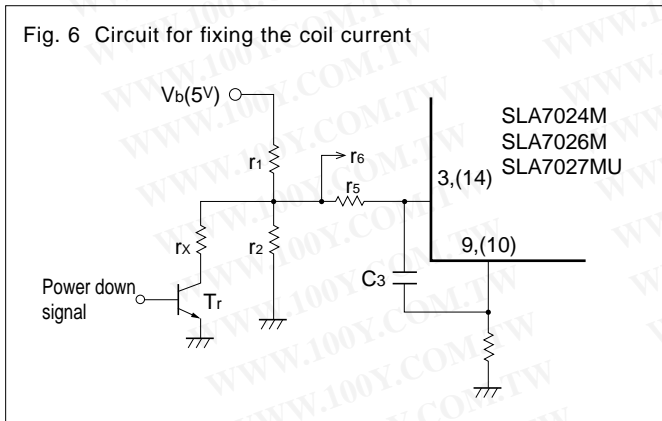 Fig. 6 Circuit for fixing the coil current
Vb(5V)
r1
r6
r5
3,(14)
SLA7024M
SLA7026M
SLA7027MU
rX
r2
C3
9,(10)
Power down
signal
Tr
WWW.100Y.COM.TW